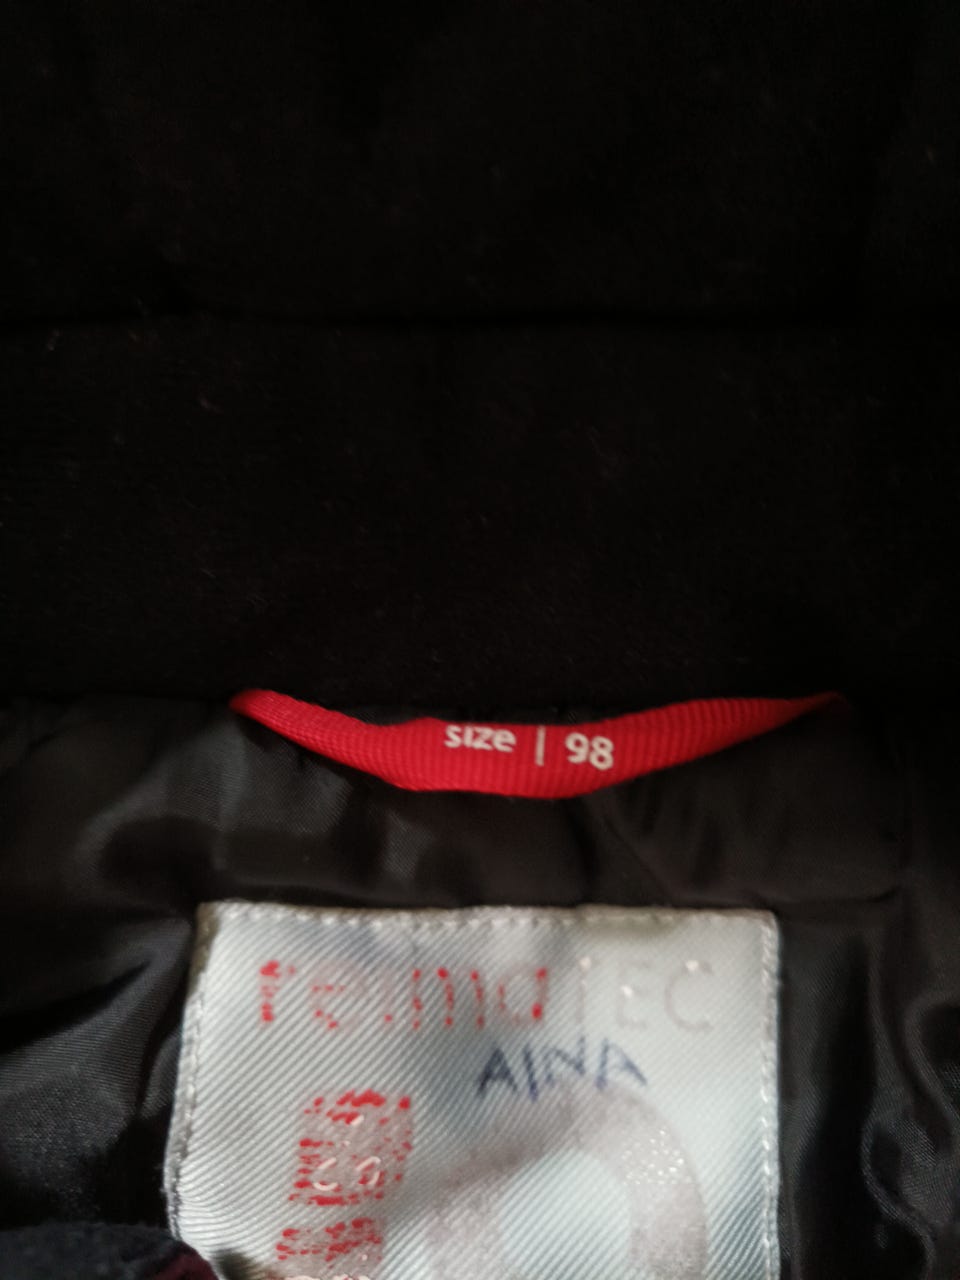 size | 98
reimaTEC
AINA